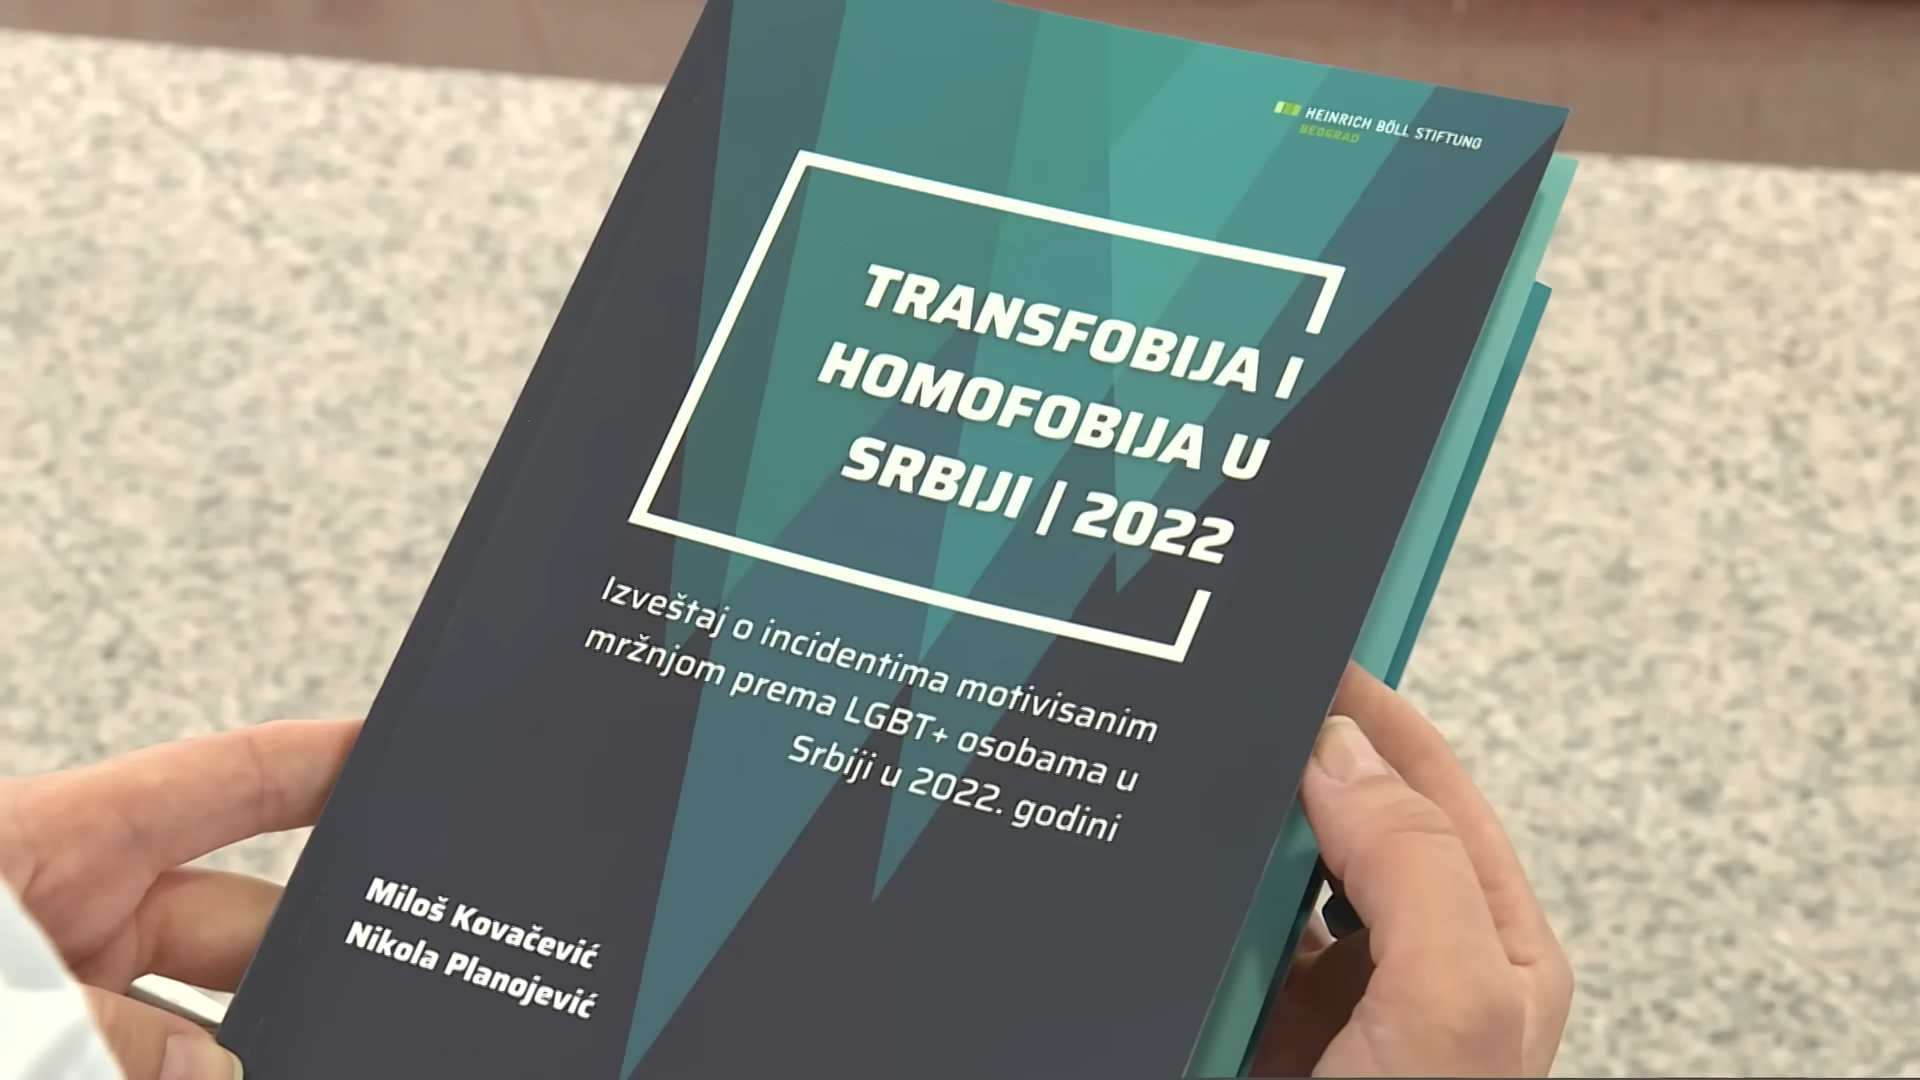 HEINRICH BÖLL STIFTUNG
BEOGRAD
TRANSFOBIJA I
HOMOFOBIJA U
SRBIJI | 2022
Izveštaj o incidentima motivisanim
mržnjom prema LGBT+ osobama u
Srbiji u 2022. godini
Miloš Kovačević
Nikola Planojević